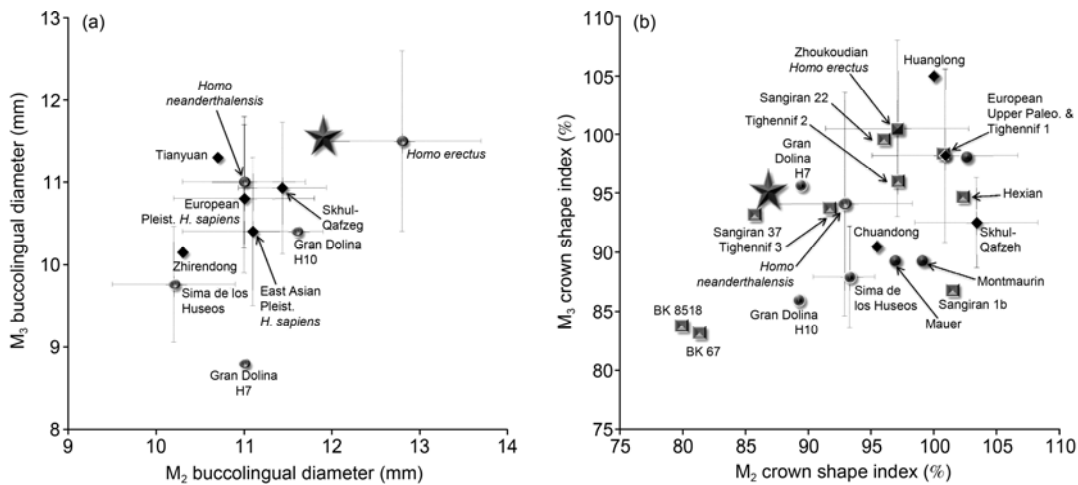 (a)
M3 buccolingual diameter (mm)
13
12
11
10
9
8
9
10
11
12
13
14
M2 buccolingual diameter (mm)
Homo
neanderthalensis
Tianyuan
Homo erectus
European
Pleist. H. sapiens
Skhul-
Qafzeg
Gran Dolina
H10
Zhirendong
Sima de los
Huseos
East Asian
Pleist.
H. sapiens
Gran Dolina
H7
(b)
M3 crown shape index (%)
110
105
100
95
90
85
80
75
75
80
85
90
95
100
105
110
M2 crown shape index (%)
Zhoukoudian
Homo erectus
Huanglong
Sangiran 22
European
Upper Paleo. &
Tighennif 1
Tighennif 2
Gran
Dolina
H7
Hexian
Sangiran 37
Tighennif 3
Chuandong
Skhul-
Qafzeh
Homo
neanderthalensis
Montmaurin
Sima de
los Huseos
Sangiran 1b
Gran Dolina
H10
Mauer
BK 8518
BK 67